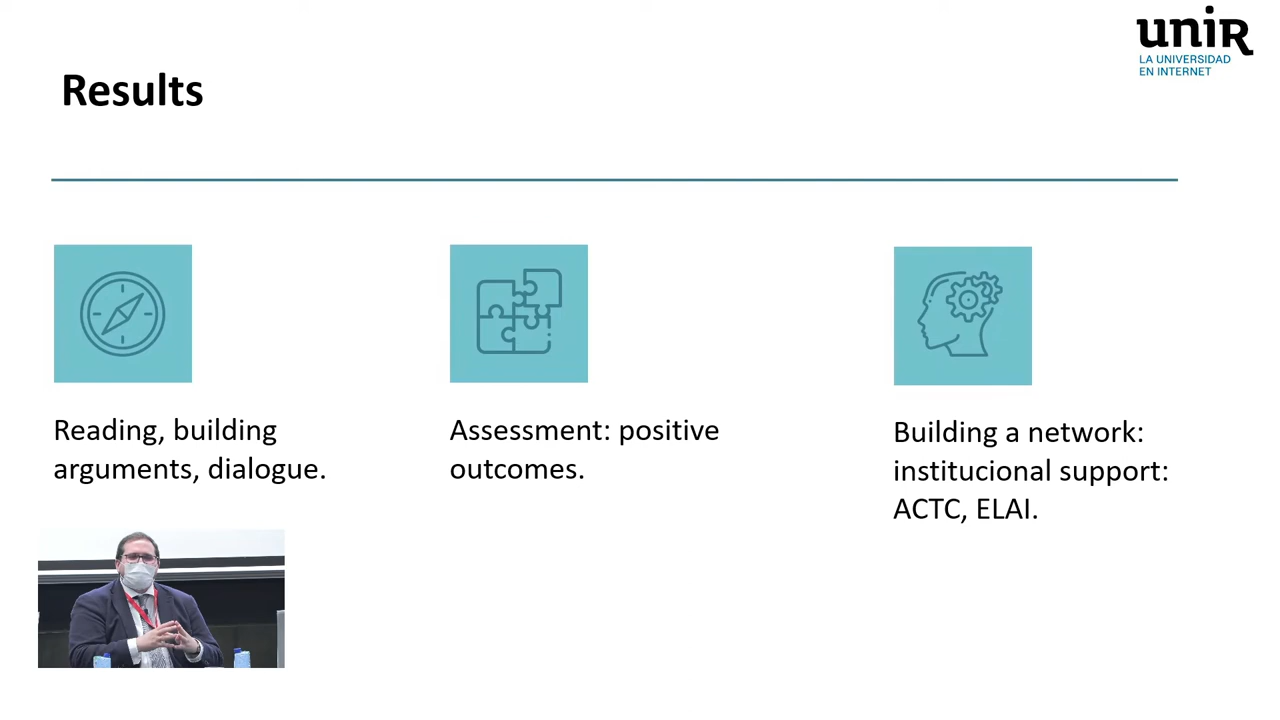 uniR
LA UNIVERSIDAD
EN INTERNET
Results
Reading, building
arguments, dialogue.
Assessment: positive
outcomes.
Building a network:
institucional support:
ACTC, ELAI.